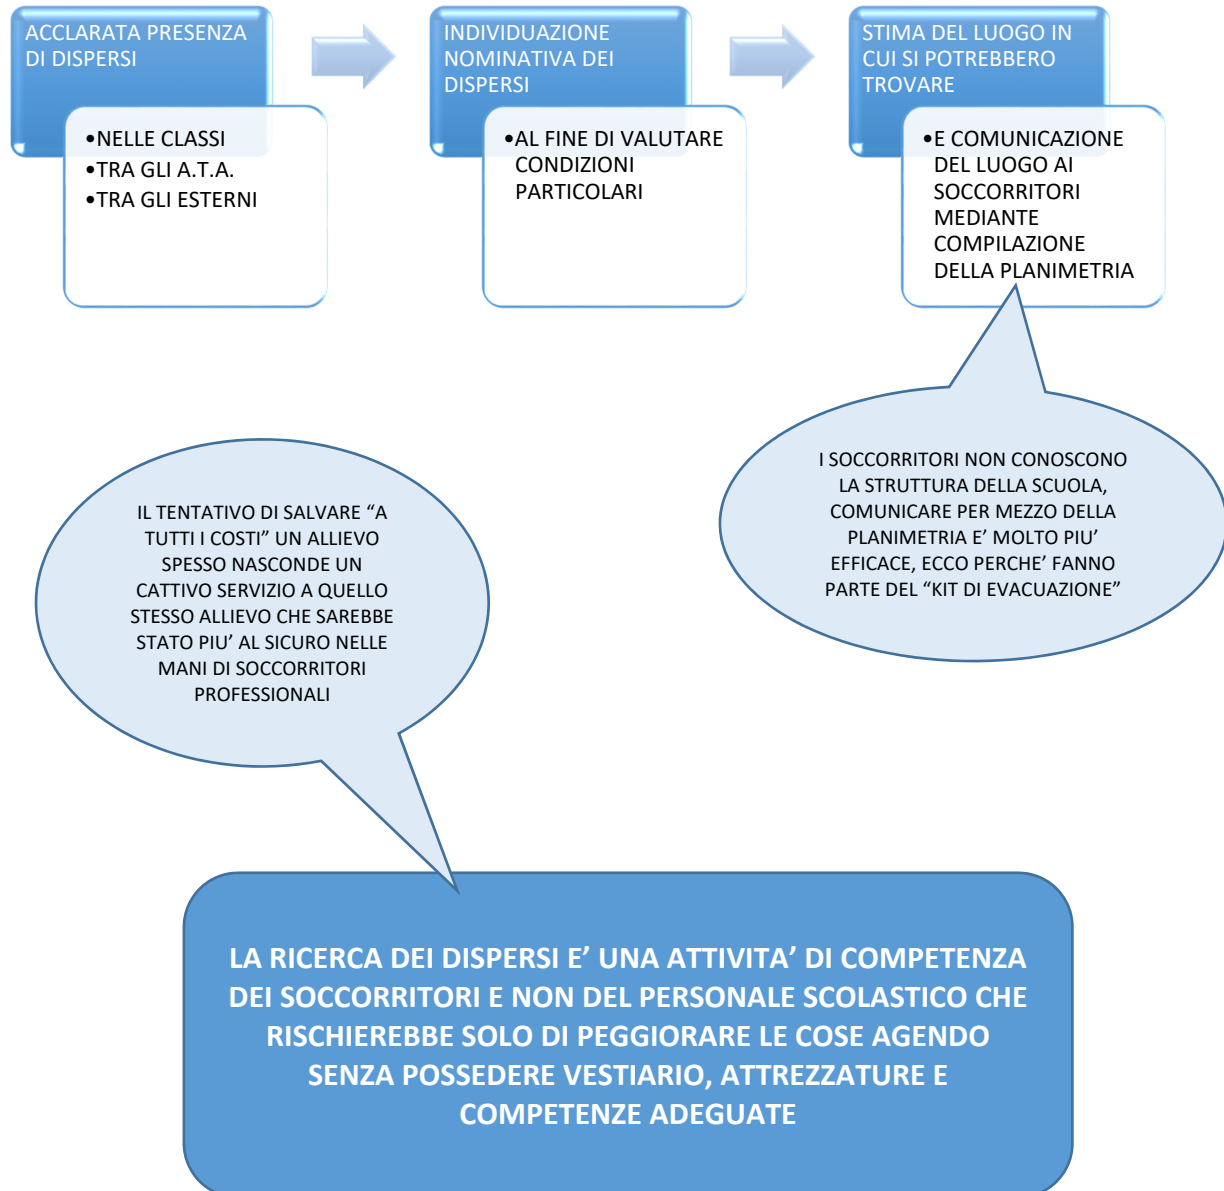 ACCLARATA PRESENZA
DI DISPERSI
•NELLE CLASSI
•TRA GLI A.T.A.
•TRA GLI ESTERNI
INDIVIDUAZIONE
NOMINATIVA DEI
DISPERSI
•AL FINE DI VALUTARE
CONDIZIONI
PARTICOLARI
STIMA DEL LUOGO IN
CUI SI POTREBBERO
TROVARE
•E COMUNICAZIONE
DEL LUOGO AI
SOCCORRITORI
MEDIANTE
COMPILAZIONE
DELLA PLANIMETRIA
I SOCCORRITORI NON CONOSCONO
LA STRUTTURA DELLA SCUOLA,
COMUNICARE PER MEZZO DELLA
PLANIMETRIA E’ MOLTO PIU’
EFFICACE, ECCO PERCHE’ FANNO
PARTE DEL “KIT DI EVACUAZIONE”
IL TENTATIVO DI SALVARE “A
TUTTI I COSTI” UN ALLIEVO
SPESSO NASCONDE UN
CATTIVO SERVIZIO A QUELLO
STESSO ALLIEVO CHE SAREBBE
STATO PIU’ AL SICURO NELLE
MANI DI SOCCORRITORI
PROFESSIONALI
LA RICERCA DEI DISPERSI E’ UNA ATTIVITA’ DI COMPETENZA
DEI SOCCORRITORI E NON DEL PERSONALE SCOLASTICO CHE
RISCHIEREBBE SOLO DI PEGGIORARE LE COSE AGENDO
SENZA POSSEDERE VESTIARIO, ATTREZZATURE E
COMPETENZE ADEGUATE